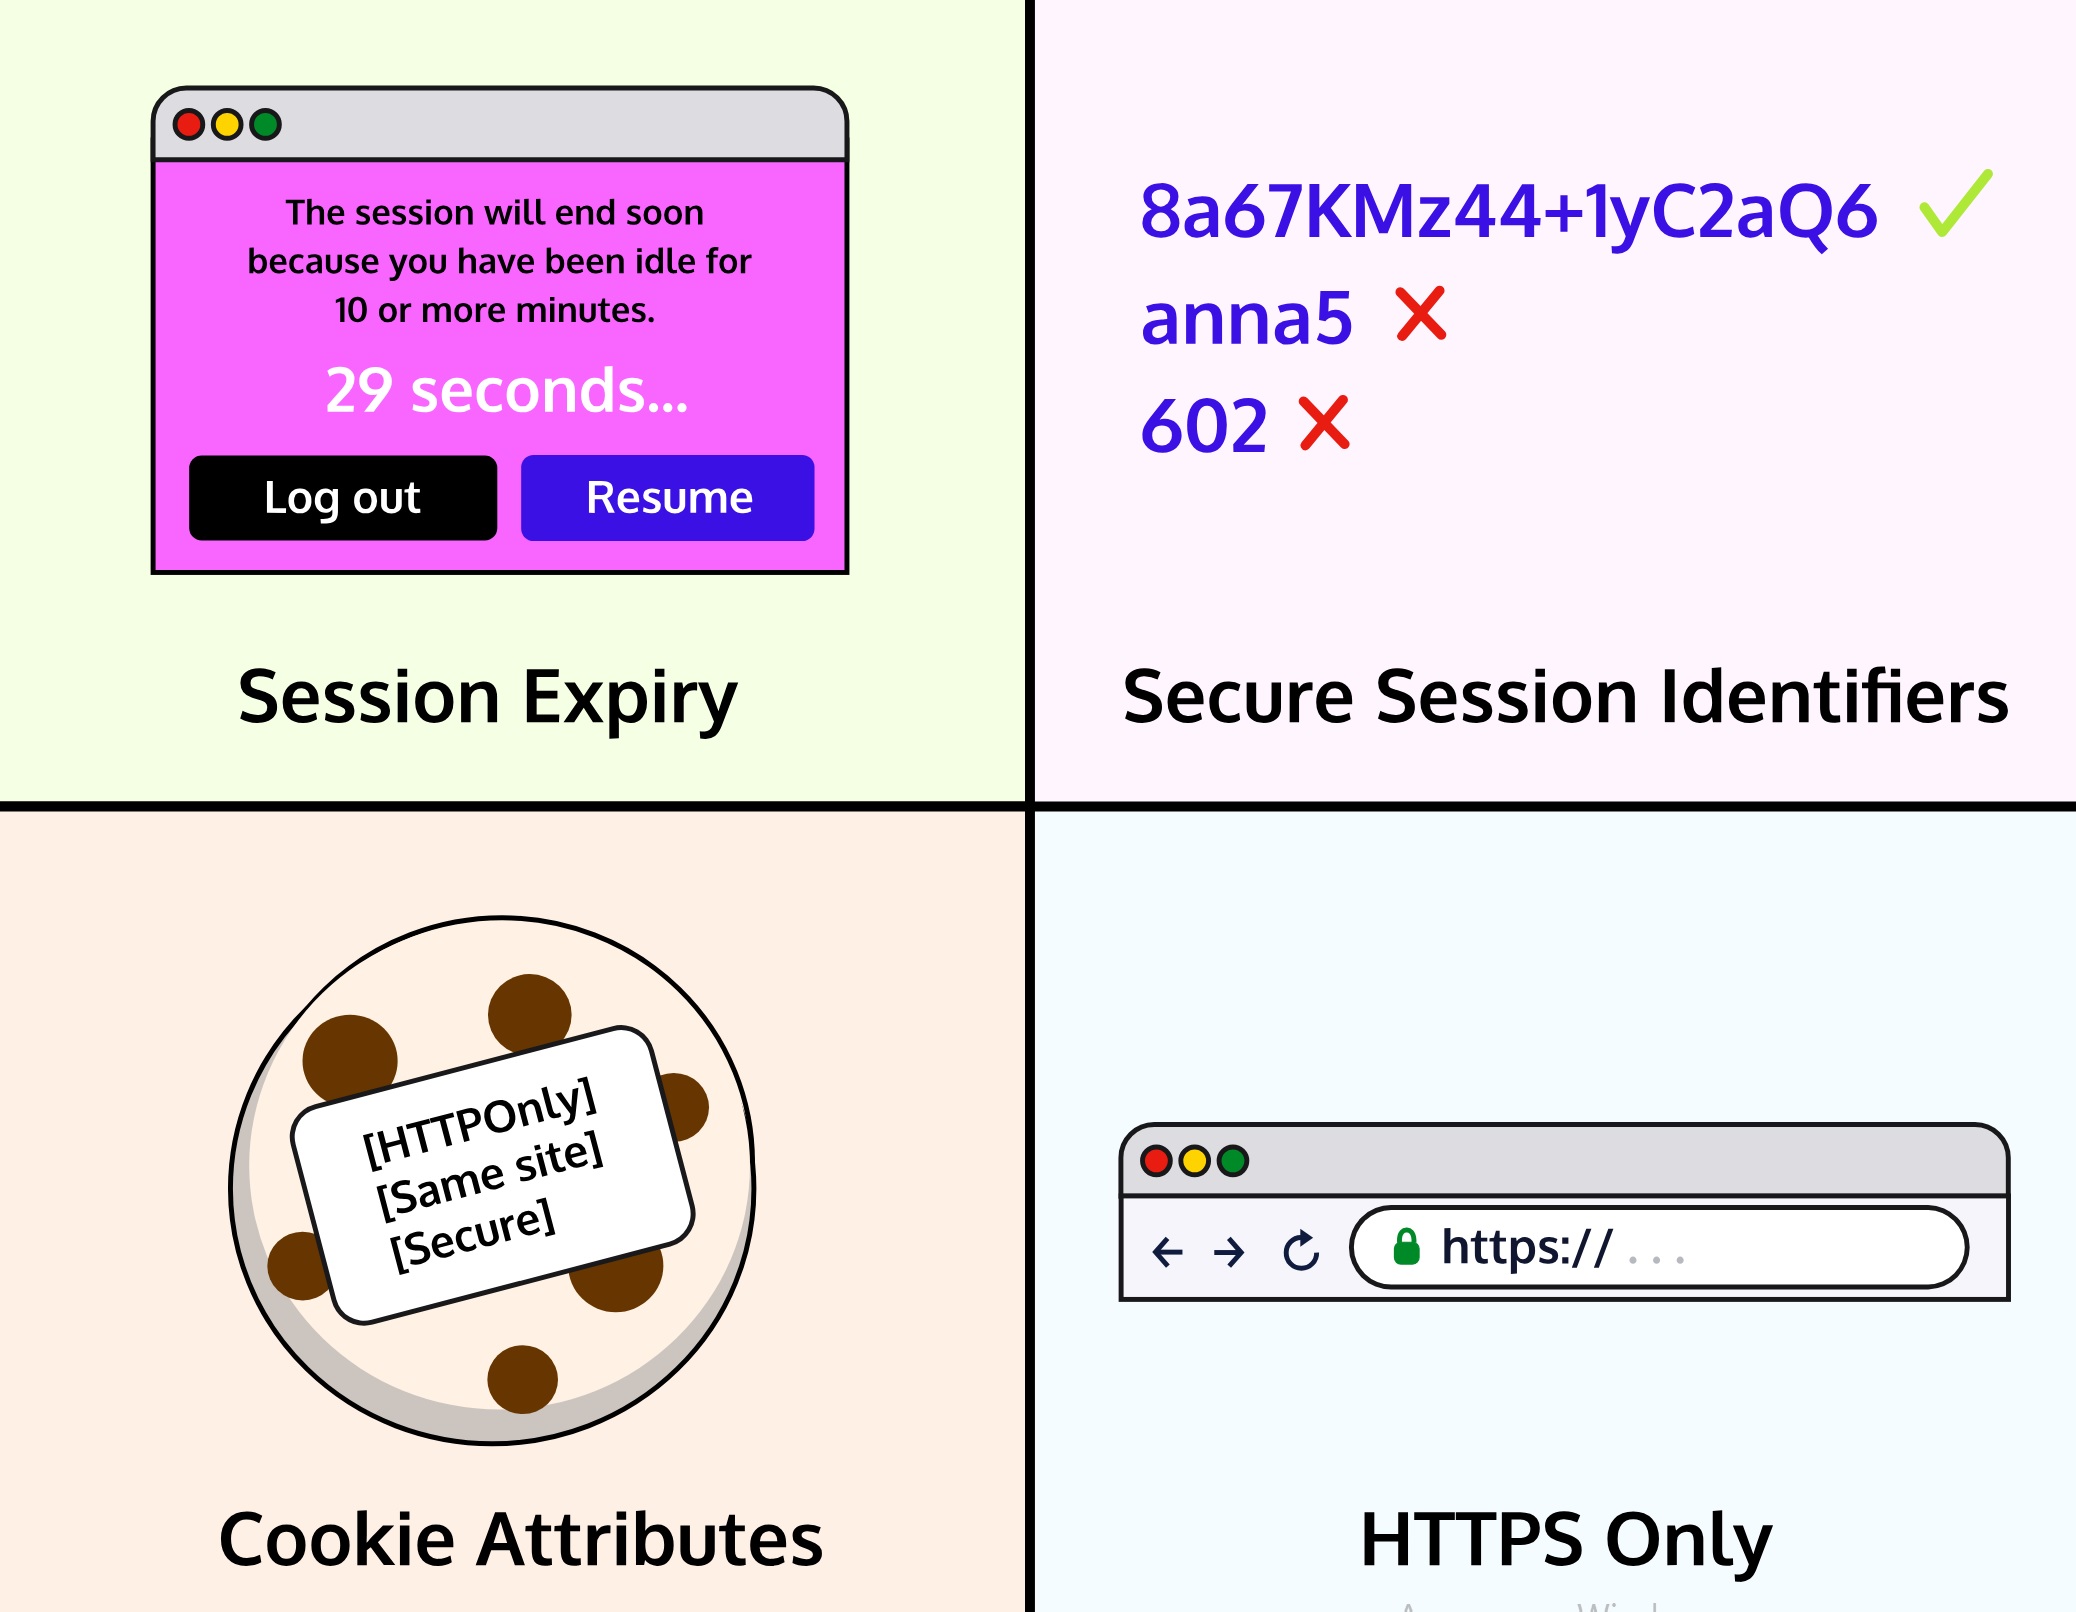 The session will end soon
because you have been idle for
10 or more minutes.
29 seconds...
Log out
Resume
Session Expiry
8a67KMz44+1yC2aQ6
anna5
602
Secure Session Identifiers
[HTTPOnly]
[Same site]
[Secure]
Cookie Attributes
https:// . . .
HTTPS Only